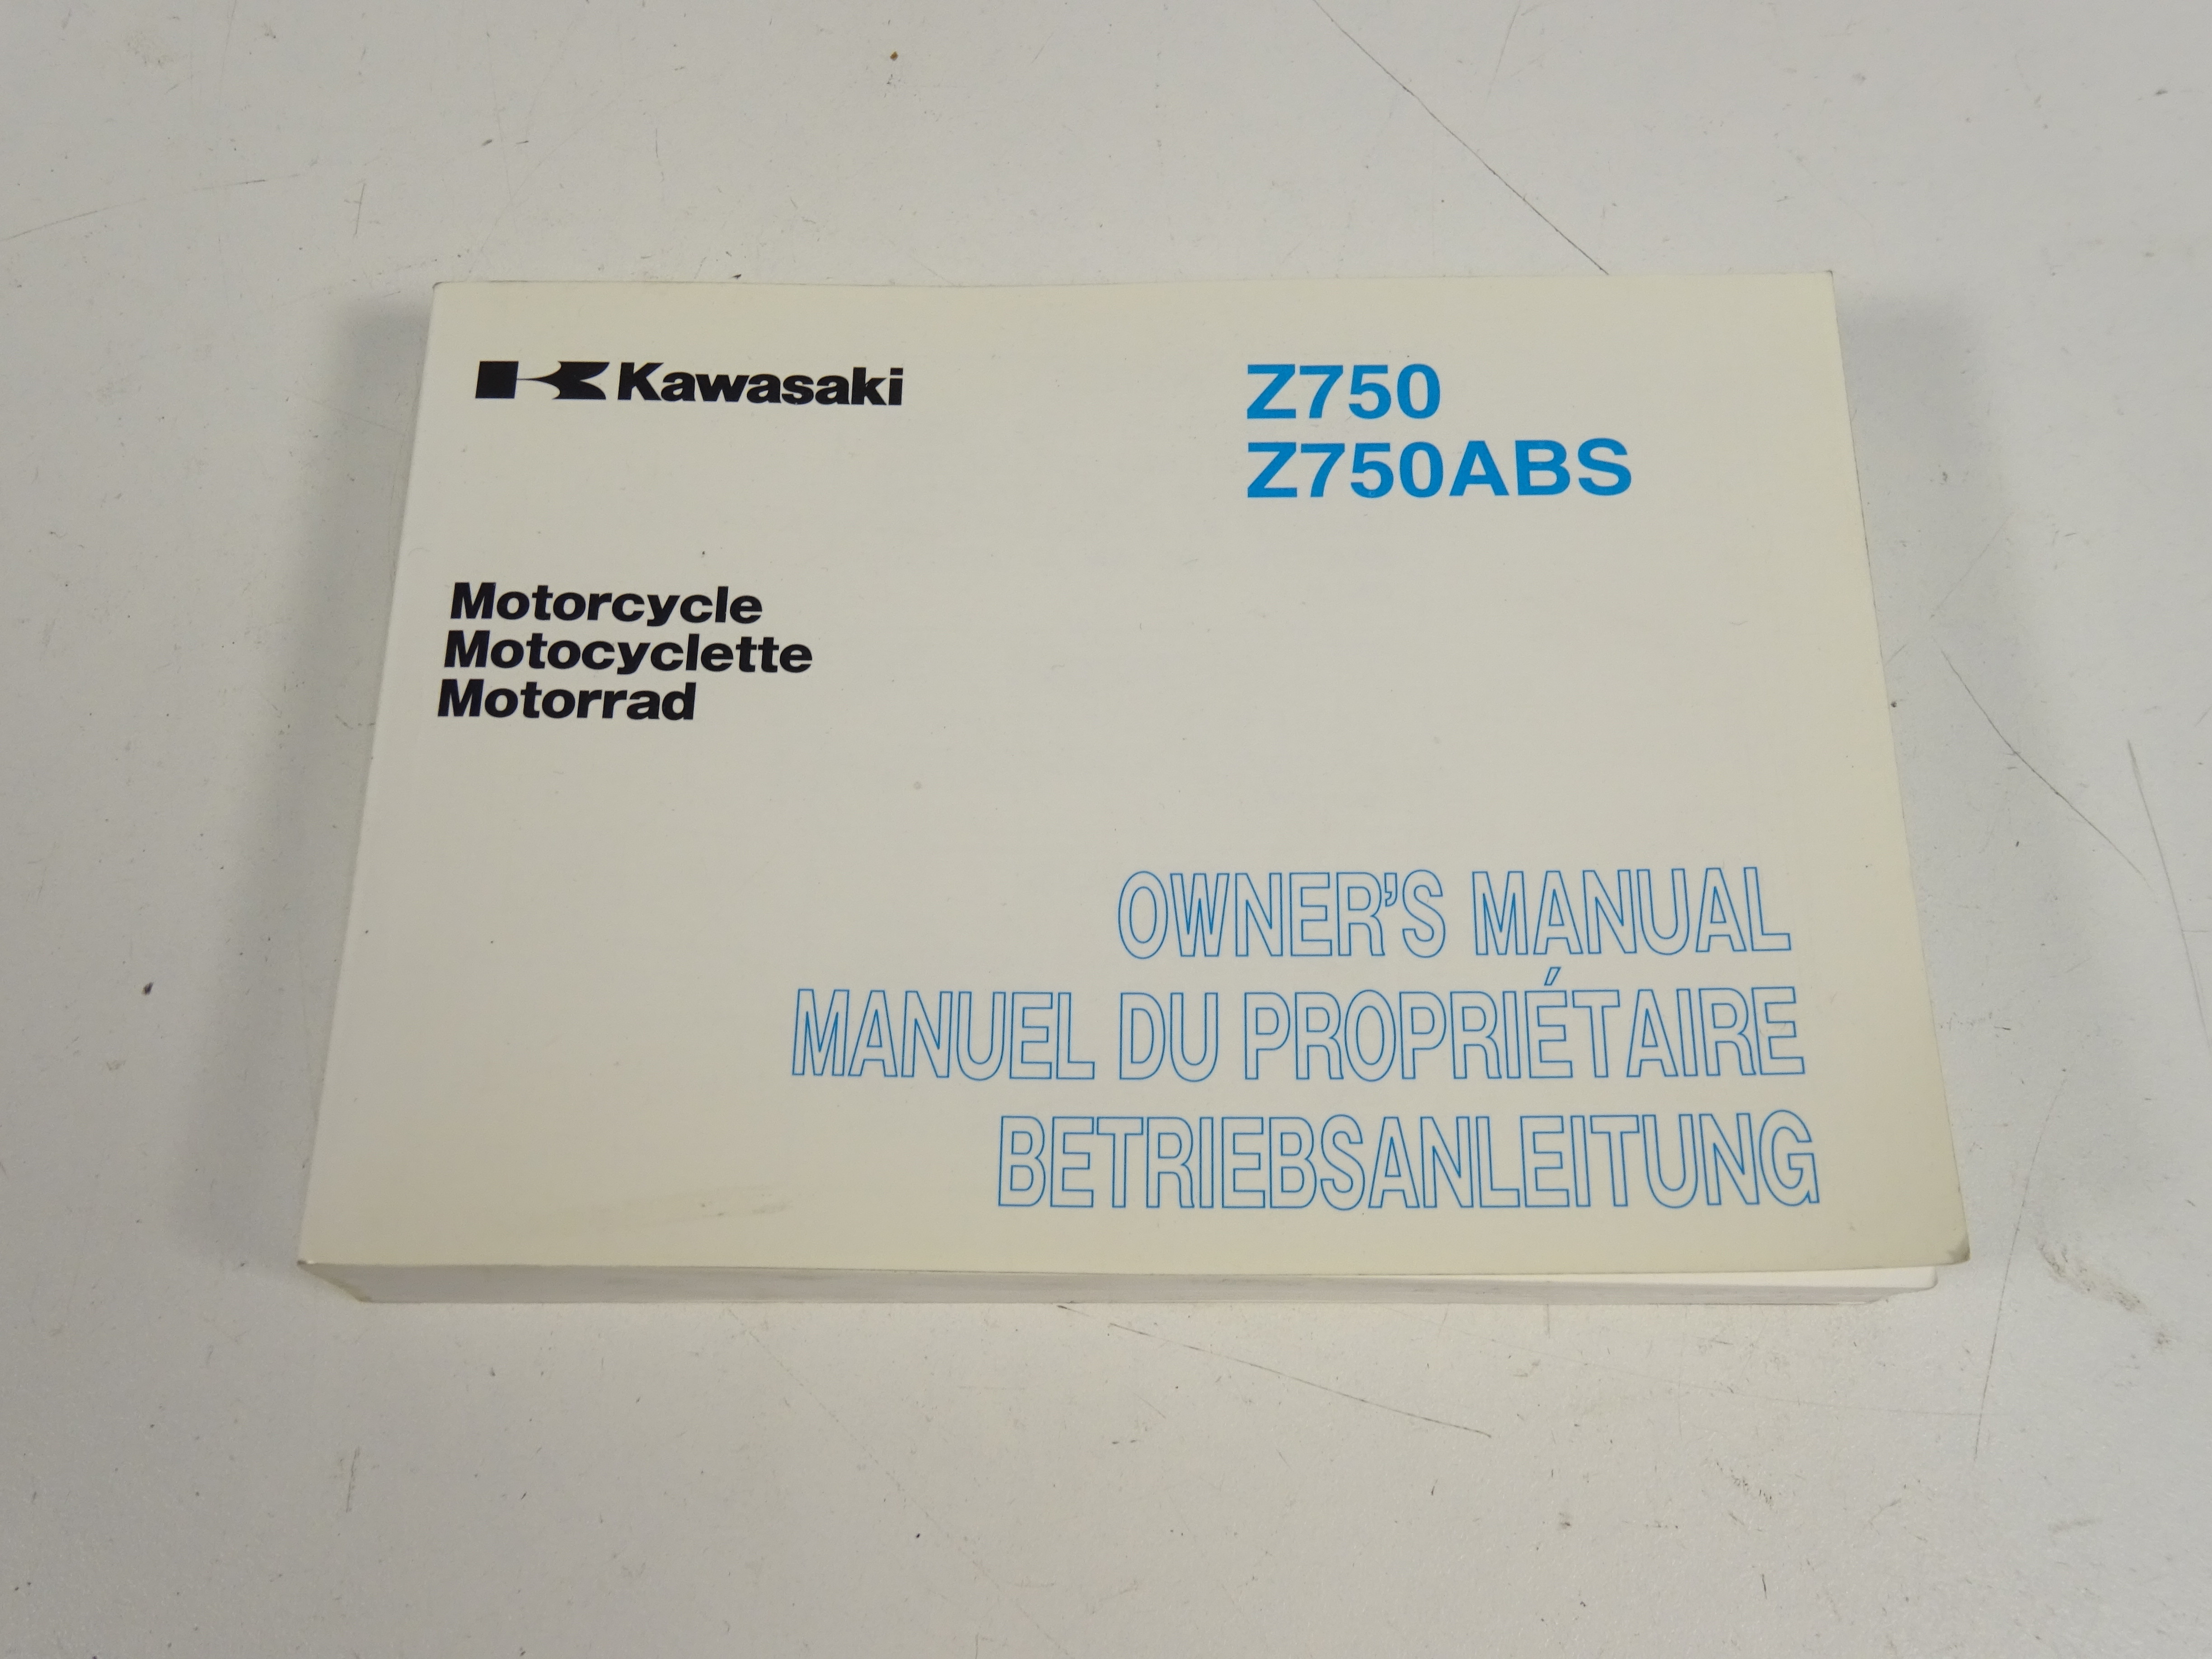 Kawasaki
Z750
Z750ABS
Motorcycle
Motocyclette
Motorrad
OWNER'S MANUAL
MANUEL DU PROPRIÉTAIRE
BETRIEBSANLEITUNG